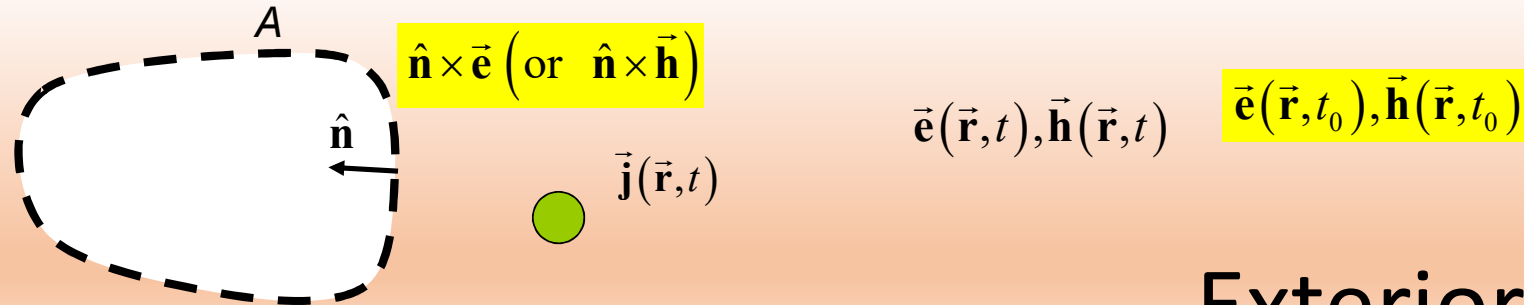 A
n̂ × e⃗ (or n̂ × h⃗)
n̂
j⃗(r⃗,t)
e⃗(r⃗,t),h⃗(r⃗,t)
e⃗(r⃗,t₀),h⃗(r⃗,t₀)
Exterior